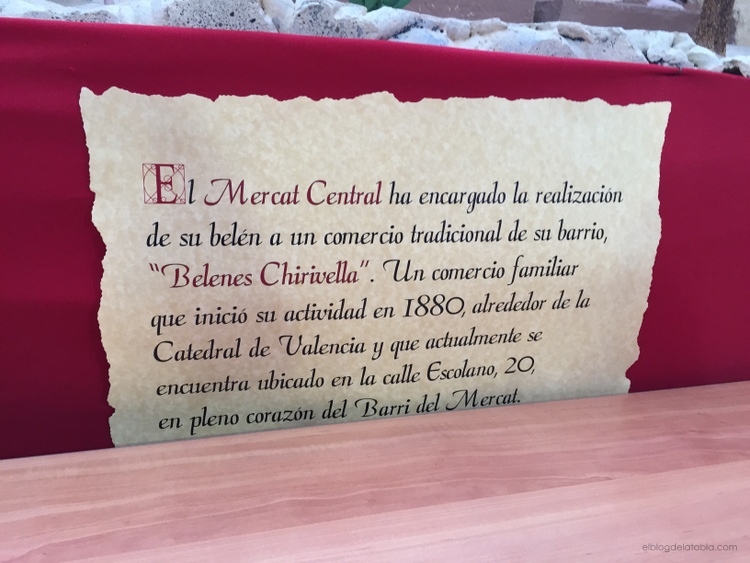 El Mercat Central ha encargado la realización
de su belén a un comercio tradicional de su barrio,
"Belenes Chirivella". Un comercio familiar
que inició su actividad en 1880, alrededor de la
Catedral de Valencia y que actualmente se
encuentra ubicado en la calle Escolano, 20,
en pleno corazón del Barri del Mercat.
elblogdelatabla.com